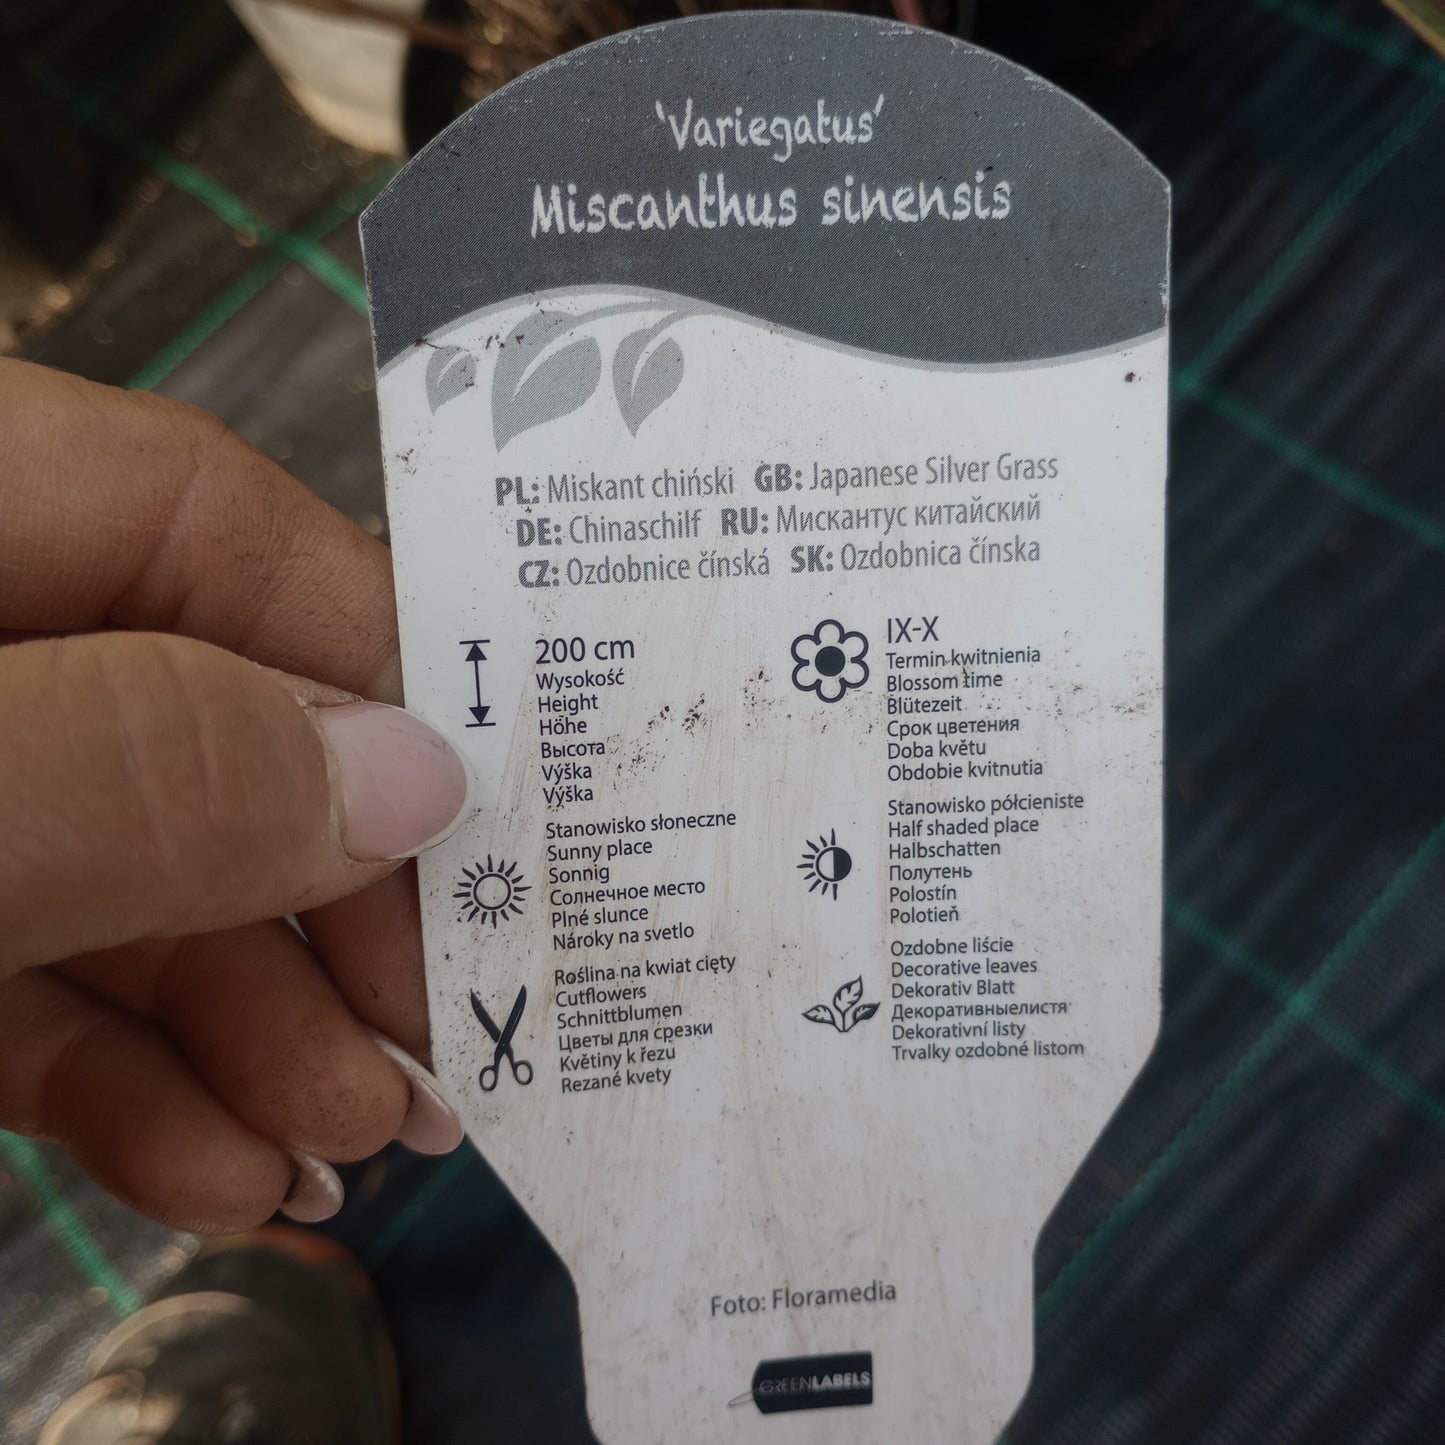 'Variegatus'
Miscanthus sinensis
PL: Miskant chiński GB: Japanese Silver Grass
DE: Chinaschilf RU: Мискантус китайский
CZ: Ozdobnice čínská SK: Ozdobnica čínska
200 cm
Wysokość
Height
Höhe
Высота
Výška
Výška
IX-X
Termin kwitnienia
Blossom time
Blütezeit
Срок цветения
Doba květu
Obdobie kvitnutia
Stanowisko słoneczne
Sunny place
Sonnig
Солнечное место
Plné slunce
Nároky na svetlo
Stanowisko półcieniste
Half shaded place
Halbschatten
Полутень
Polostín
Polotieň
Roślina na kwiat cięty
Cutflowers
Schnittblumen
Цветы для срезки
Květiny k řezu
Rezané kvety
Ozdobne liście
Decorative leaves
Dekorativ Blatt
Декоративныелистя
Dekorativní listy
Trvalky ozdobné listom
Foto: Floramedia
GREENLABELS